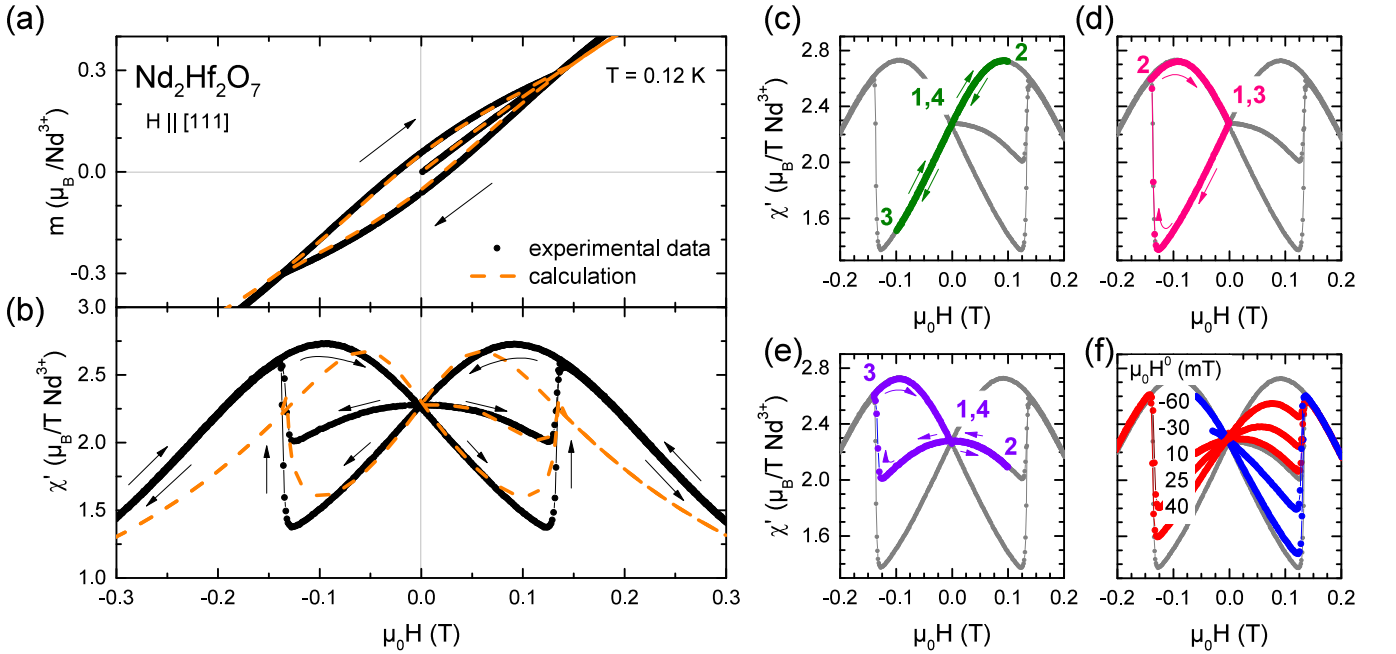 (a)
Nd2Hf2O7
H || [111]
T = 0.12 K
m (μB/Nd3+)
0.3
0.0
-0.3
experimental data
calculation
(b)
χ' (μB/T Nd3+)
3.0
2.5
2.0
1.5
1.0
-0.3 -0.2 -0.1 0.0 0.1 0.2 0.3
μ0H (T)
(c)
χ' (μB/T Nd3+)
2.8
2.4
2.0
1.6
2
1,4
3
-0.2 -0.1 0.0 0.1 0.2
μ0H (T)
(d)
2
1,3
-0.2 -0.1 0.0 0.1 0.2
μ0H (T)
(e)
χ' (μB/T Nd3+)
2.8
2.4
2.0
1.6
3
1,4
2
-0.2 -0.1 0.0 0.1 0.2
μ0H (T)
(f)
μ0H0 (mT)
-60
-30
10
25
40
-0.2 -0.1 0.0 0.1 0.2
μ0H (T)